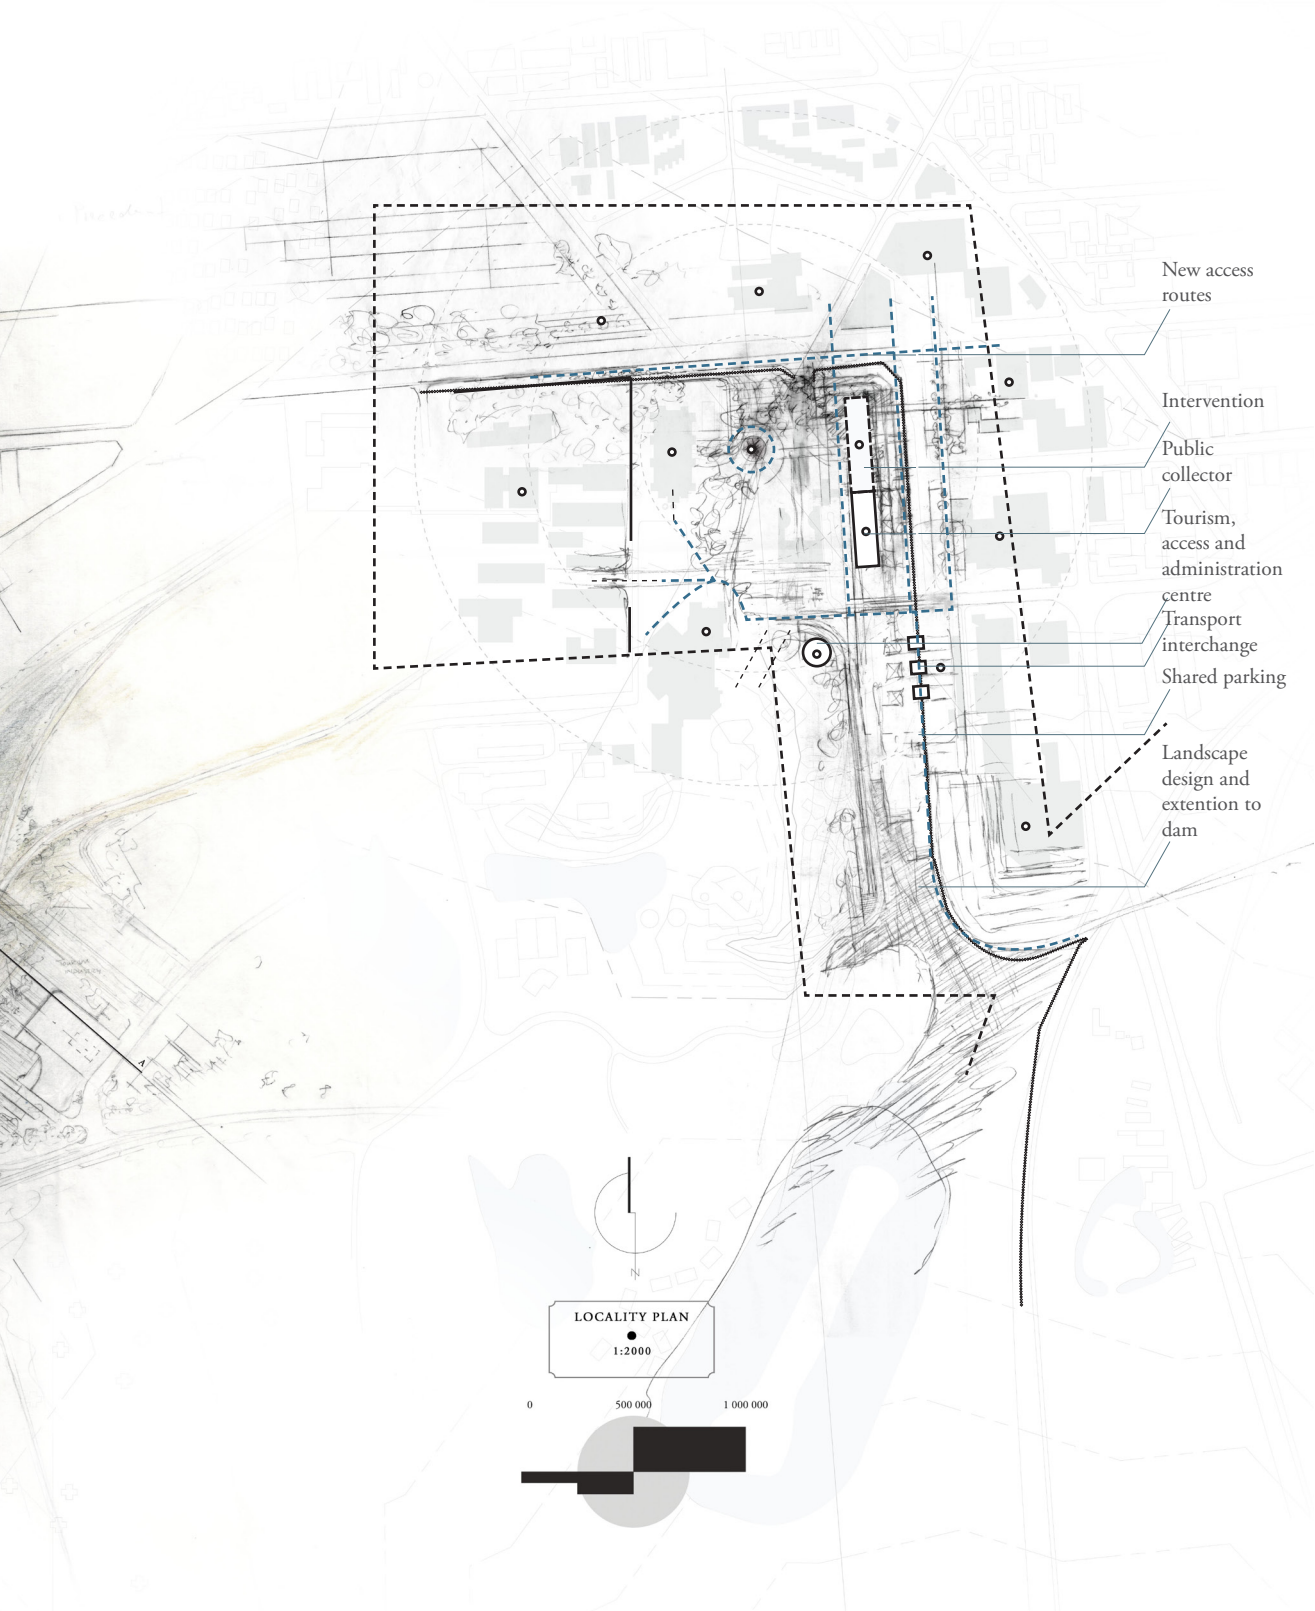 New access
routes
Intervention
Public
collector
Tourism,
access and
administration
centre
Transport
interchange
Shared parking
Landscape
design and
extention to
dam
N
LOCALITY PLAN
1:2000
0 500 000 1 000 000